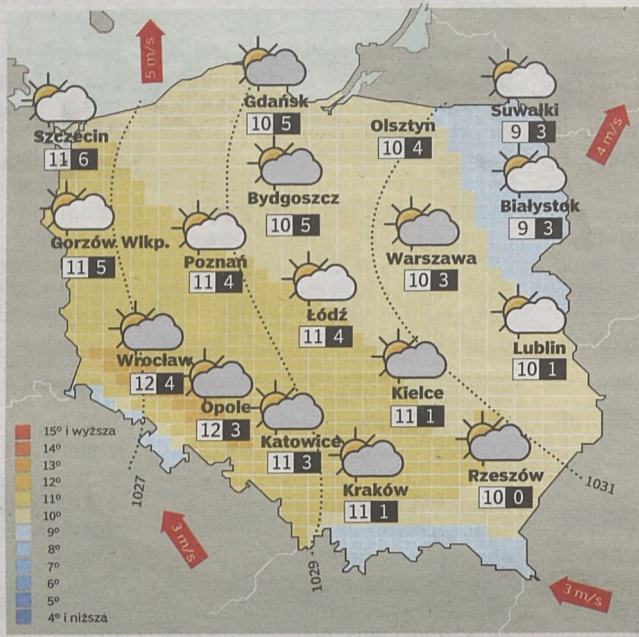 5 m/s
Gdańsk
10 5
Suwałki
9 3
Szczecin
11 6
Olsztyn
10 4
4 m/s
Bydgoszcz
10 5
Białystok
9 3
Gorzów Wlkp.
11 5
Poznań
11 4
Warszawa
10 3
Łódź
11 4
Lublin
10 1
Wrocław
12 4
Opole
12 3
Kielce
11 1
Katowice
11 3
Kraków
11 1
Rzeszów
10 0
15° i wyższa
14°
13°
12°
11°
10°
9°
8°
7°
6°
5°
4° i niższa
1027
1029
1031
3 m/s
3 m/s